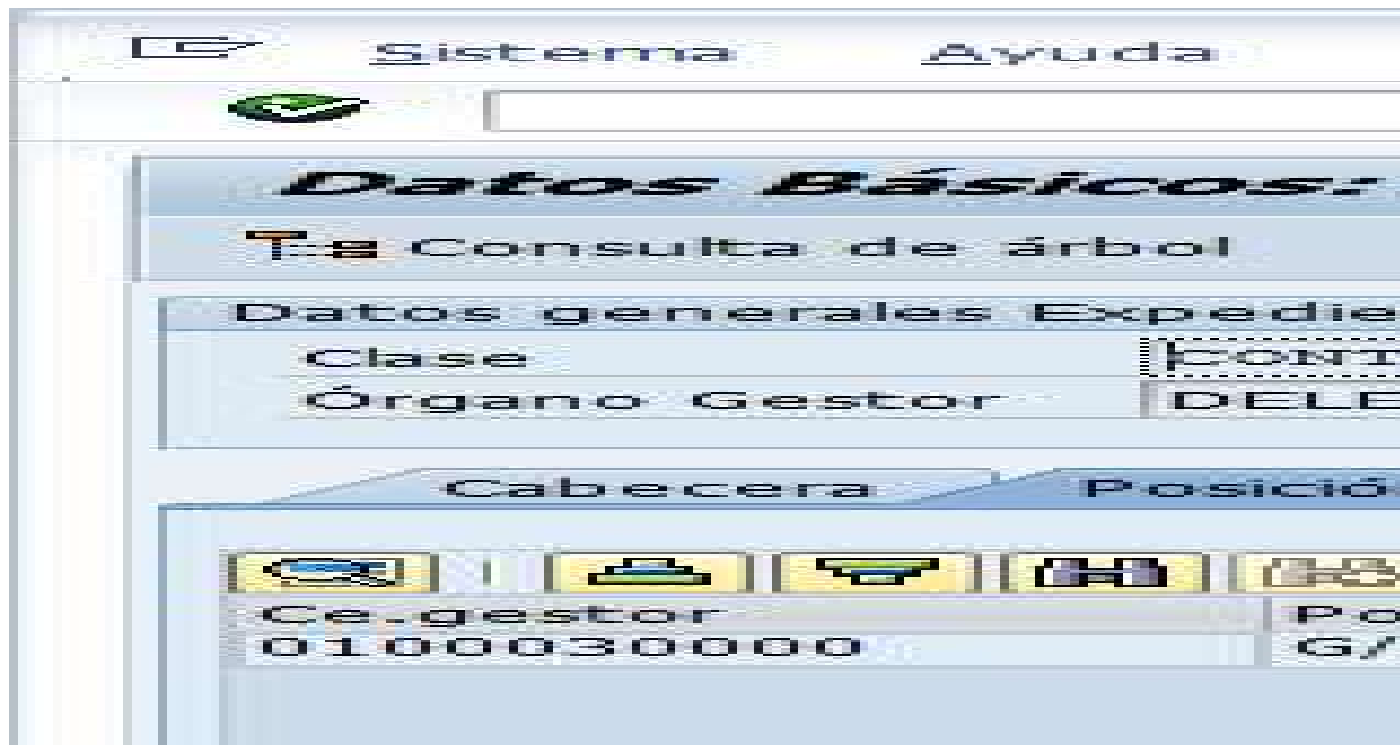 Sistema Ayuda
Datos Básicos:
Consulta de árbol
Datos generales Expedie
Clase CONT
Órgano Gestor DELE
Cabecera Posició
Ce.gestor Po
0100030000 G/